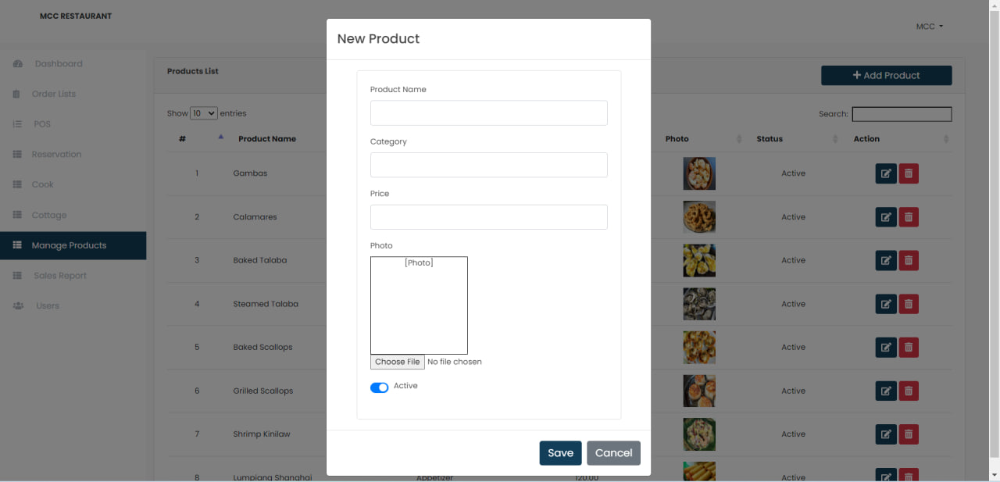 MCC RESTAURANT
MCC
Dashboard
Order Lists
POS
Reservation
Cook
Cottage
Manage Products
Sales Report
Users
Products List
Add Product
Show 10 entries
Search:
# Product Name Photo Status Action
1 Gambas Active
2 Calamares Active
3 Baked Talaba Active
4 Steamed Talaba Active
5 Baked Scallops Active
6 Grilled Scallops Active
7 Shrimp Kinilaw Active
8 Lumpiang Shanghai Appetizer 120.00 Active
New Product
Product Name
Category
Price
Photo
[Photo]
Choose File No file chosen
Active
Save Cancel